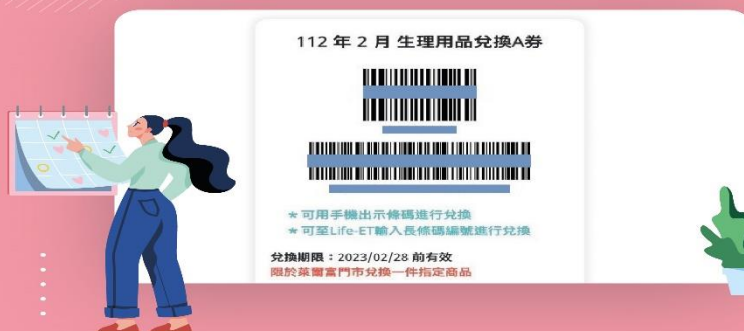 112 年 2 月 生理用品兌換A券
＊可用手機出示條碼進行兌換
＊可至Life-ET輸入長條碼編號進行兌換
兌換期限：2023/02/28 前有效
限於萊爾富門市兌換一件指定商品